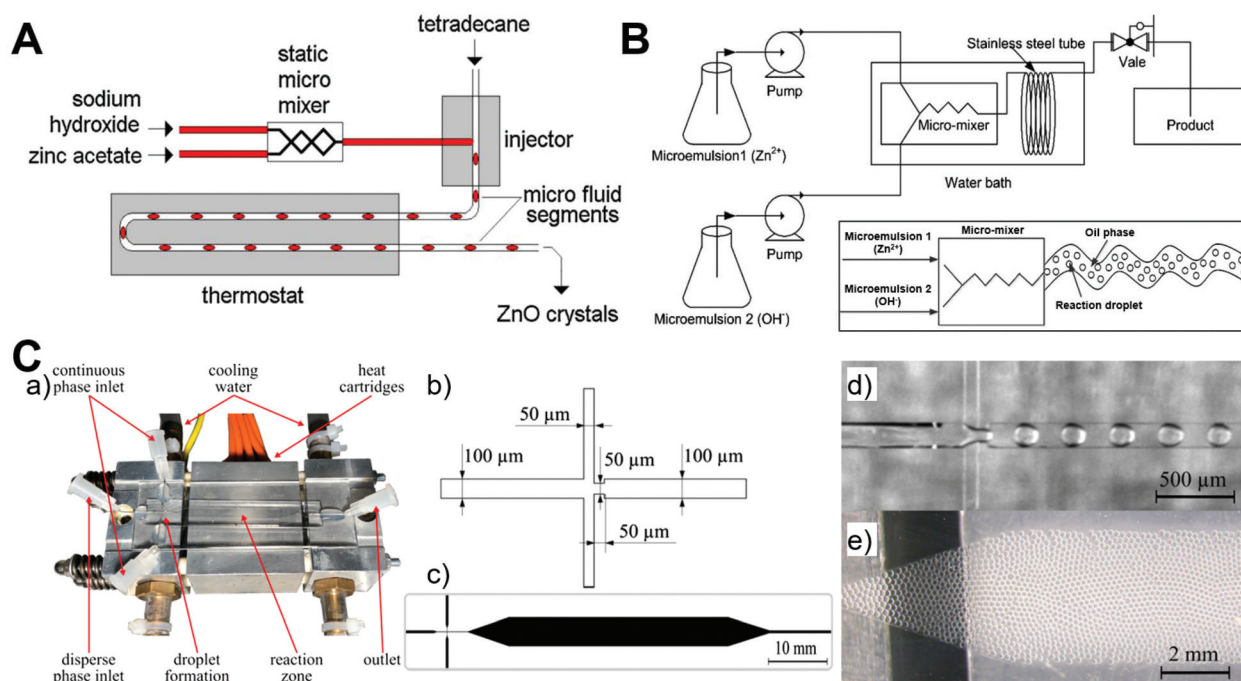 A
tetradecane
static
micro
mixer
sodium
hydroxide
zinc acetate
injector
micro fluid
segments
thermostat
ZnO crystals
B
Pump
Stainless steel tube
Vale
Micro-mixer
Product
Microemulsion1 (Zn²⁺)
Water bath
Pump
Microemulsion 2 (OH⁻)
Micro-mixer
Oil phase
Microemulsion 1
(Zn²⁺)
Microemulsion 2
(OH⁻)
Reaction droplet
C
a)
continuous
phase inlet
cooling
water
heat
cartridges
disperse
phase inlet
droplet
formation
reaction
zone
outlet
b)
50 µm
100 µm
50 µm
100 µm
50 µm
c)
10 mm
d)
500 µm
e)
2 mm